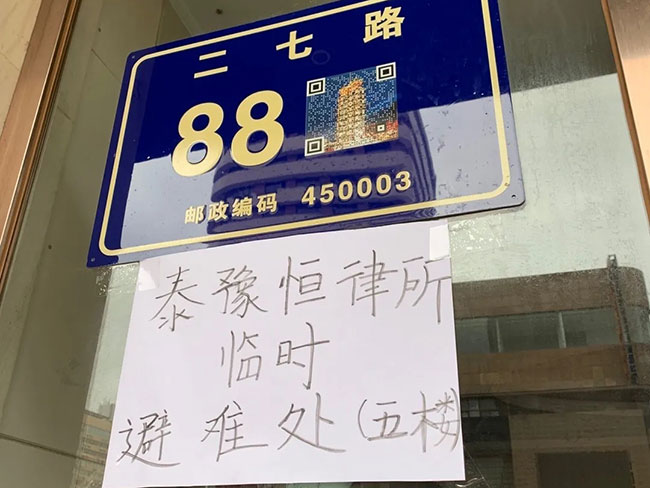 二七路
88
邮政编码 450003
泰豫恒律所
临时
避难处(五楼)